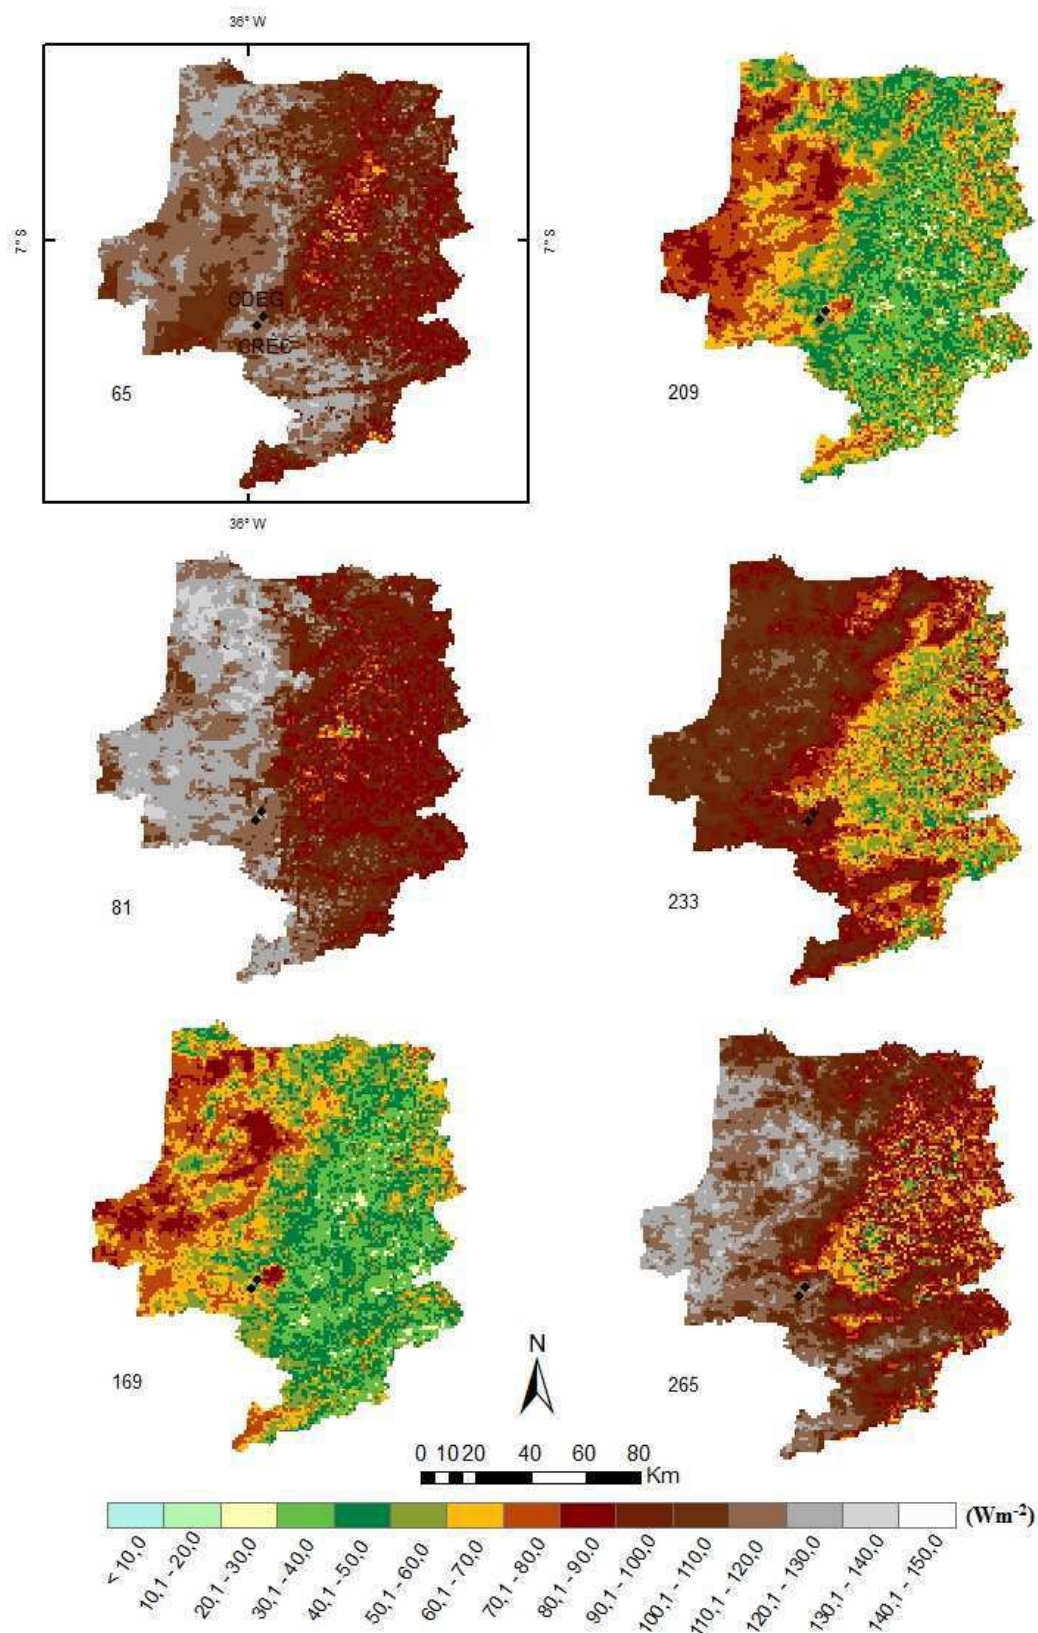 36° W
7° S
7° S
CDEG
CREC
65
209
36° W
81
233
169
265
N
0 10 20 40 60 80
Km
(Wm-2)
< 10,0
10,1 - 20,0
20,1 - 30,0
30,1 - 40,0
40,1 - 50,0
50,1 - 60,0
60,1 - 70,0
70,1 - 80,0
80,1 - 90,0
90,1 - 100,0
100,1 - 110,0
110,1 - 120,0
120,1 - 130,0
130,1 - 140,0
140,1 - 150,0